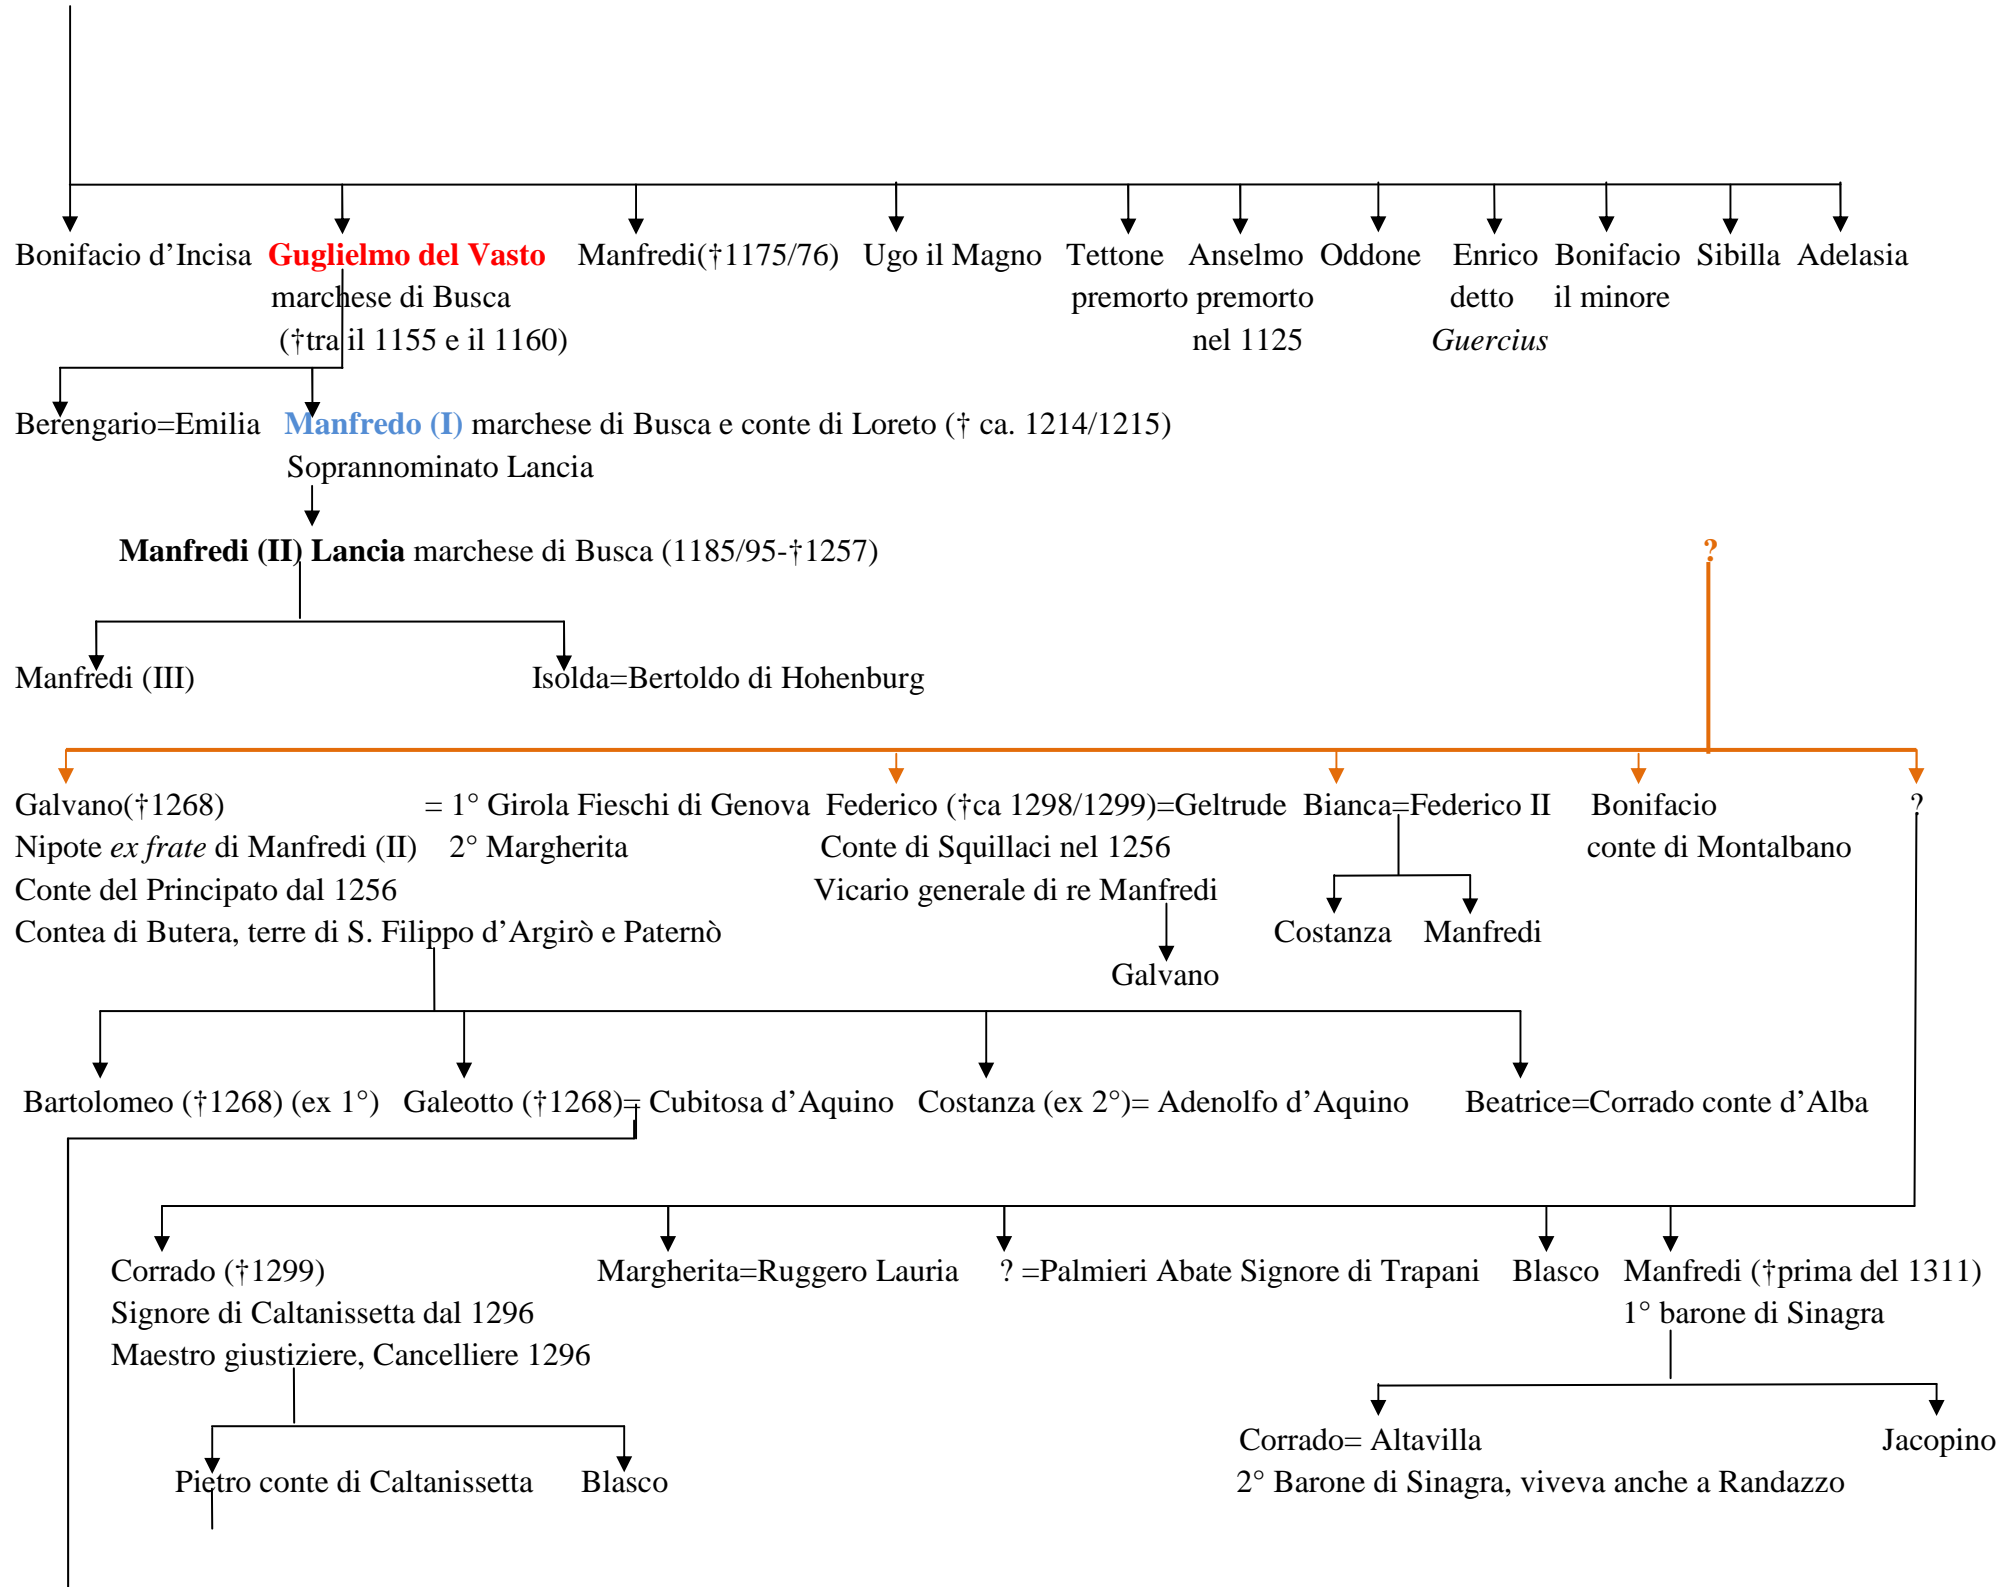 Bonifacio d’Incisa Guglielmo del Vasto Manfredi(†1175/76) Ugo il Magno Tettone Anselmo Oddone Enrico Bonifacio Sibilla Adelasia
marchese di Busca premorto premorto detto il minore
(†tra il 1155 e il 1160) nel 1125 Guercius
Berengario=Emilia Manfredo (I) marchese di Busca e conte di Loreto († ca. 1214/1215)
Soprannominato Lancia
Manfredi (II) Lancia marchese di Busca (1185/95-†1257) ?
Manfredi (III) Isolda=Bertoldo di Hohenburg
Galvano(†1268) = 1° Girola Fieschi di Genova Federico (†ca 1298/1299)=Geltrude Bianca=Federico II Bonifacio ?
Nipote ex frate di Manfredi (II) 2° Margherita Conte di Squillaci nel 1256 conte di Montalbano
Conte del Principato dal 1256 Vicario generale di re Manfredi
Contea di Butera, terre di S. Filippo d’Argirò e Paternò Costanza Manfredi
Galvano
Bartolomeo (†1268) (ex 1°) Galeotto (†1268)= Cubitosa d’Aquino Costanza (ex 2°)= Adenolfo d’Aquino Beatrice=Corrado conte d’Alba
Corrado (†1299) Margherita=Ruggero Lauria ? =Palmieri Abate Signore di Trapani Blasco Manfredi (†prima del 1311)
Signore di Caltanissetta dal 1296 1° barone di Sinagra
Maestro giustiziere, Cancelliere 1296
Corrado= Altavilla Jacopino
Pietro conte di Caltanissetta Blasco 2° Barone di Sinagra, viveva anche a Randazzo